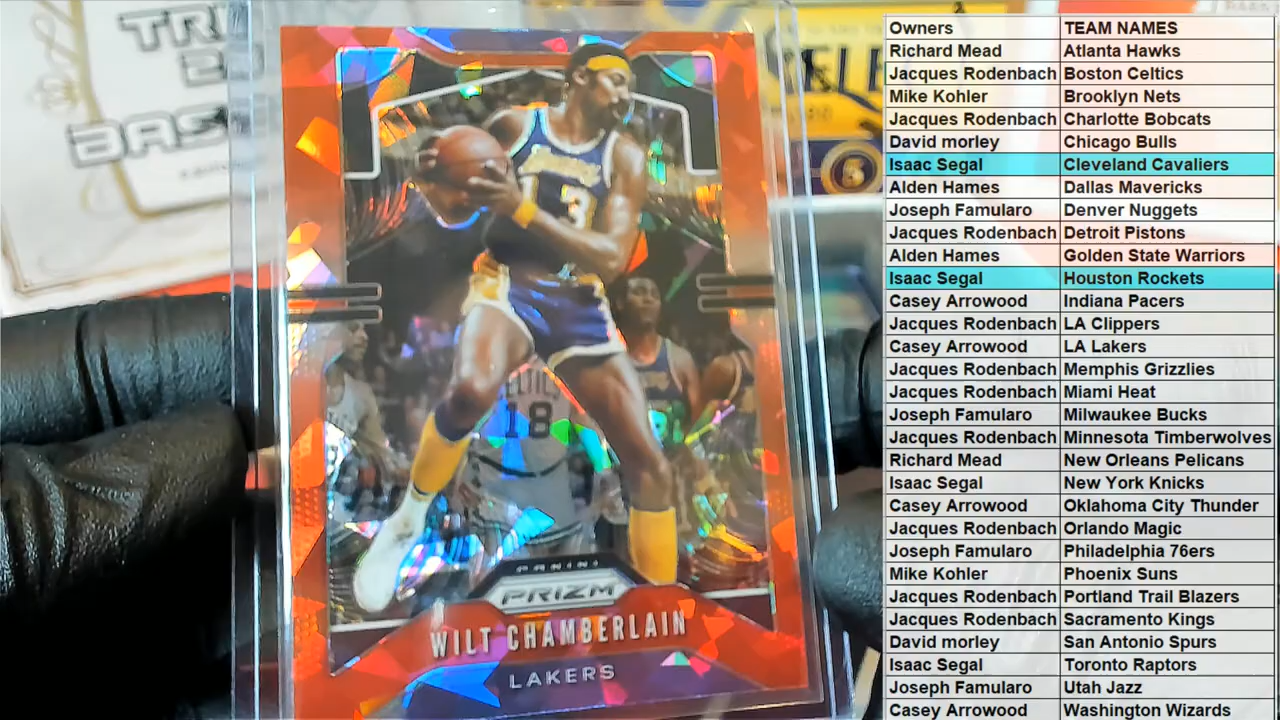 TRI
BAS
5
13
CELTICS
18
PANINI
PRIZM
WILT CHAMBERLAIN
LAKERS
Owners TEAM NAMES
Richard Mead Atlanta Hawks
Jacques Rodenbach Boston Celtics
Mike Kohler Brooklyn Nets
Jacques Rodenbach Charlotte Bobcats
David morley Chicago Bulls
Isaac Segal Cleveland Cavaliers
Alden Hames Dallas Mavericks
Joseph Famularo Denver Nuggets
Jacques Rodenbach Detroit Pistons
Alden Hames Golden State Warriors
Isaac Segal Houston Rockets
Casey Arrowood Indiana Pacers
Jacques Rodenbach LA Clippers
Casey Arrowood LA Lakers
Jacques Rodenbach Memphis Grizzlies
Jacques Rodenbach Miami Heat
Joseph Famularo Milwaukee Bucks
Jacques Rodenbach Minnesota Timberwolves
Richard Mead New Orleans Pelicans
Isaac Segal New York Knicks
Casey Arrowood Oklahoma City Thunder
Jacques Rodenbach Orlando Magic
Joseph Famularo Philadelphia 76ers
Mike Kohler Phoenix Suns
Jacques Rodenbach Portland Trail Blazers
Jacques Rodenbach Sacramento Kings
David morley San Antonio Spurs
Isaac Segal Toronto Raptors
Joseph Famularo Utah Jazz
Casey Arrowood Washington Wizards